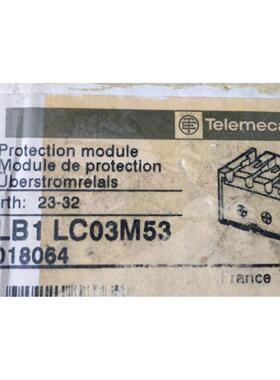 Telemeca
Protection module
Module de protection
Überstromrelais
rth: 23-32
LB1 LC03M53
018064
France